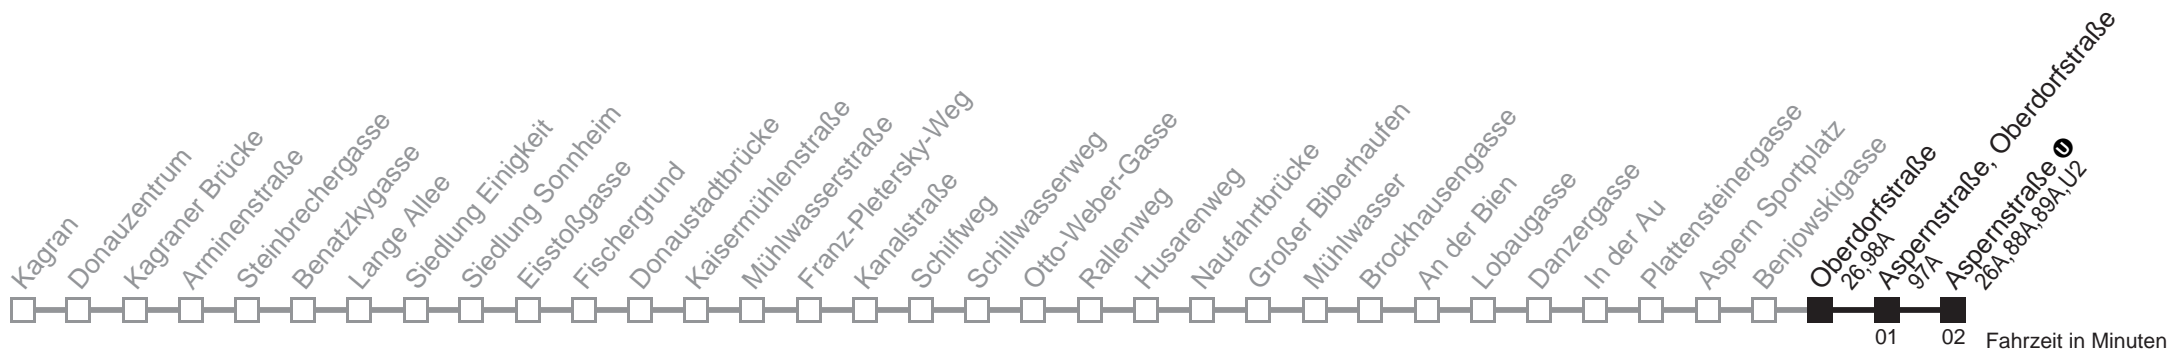 Kagran
Donauzentrum
Kagraner Brücke
Arminenstraße
Steinbrechergasse
Benatzkygasse
Lange Allee
Siedlung Einigkeit
Siedlung Sonnheim
Eisstoßgasse
Fischergrund
Donaustadtbrücke
Kaisermühlenstraße
Mühlwasserstraße
Franz-Pletersky-Weg
Kanalstraße
Schilfweg
Schillwasserweg
Otto-Weber-Gasse
Rallenweg
Husarenweg
Naufahrtbrücke
Großer Biberhaufen
Mühlwasser
Brockhausengasse
An der Bien
Lobaugasse
Danzergasse
In der Au
Plattensteinergasse
Aspern Sportplatz
Benjowskigasse
Oberdorfstraße
26,98A
Aspernstraße, Oberdorfstraße
97A
Aspernstraße U
26A,88A,89A,U2
01
02
Fahrzeit in Minuten